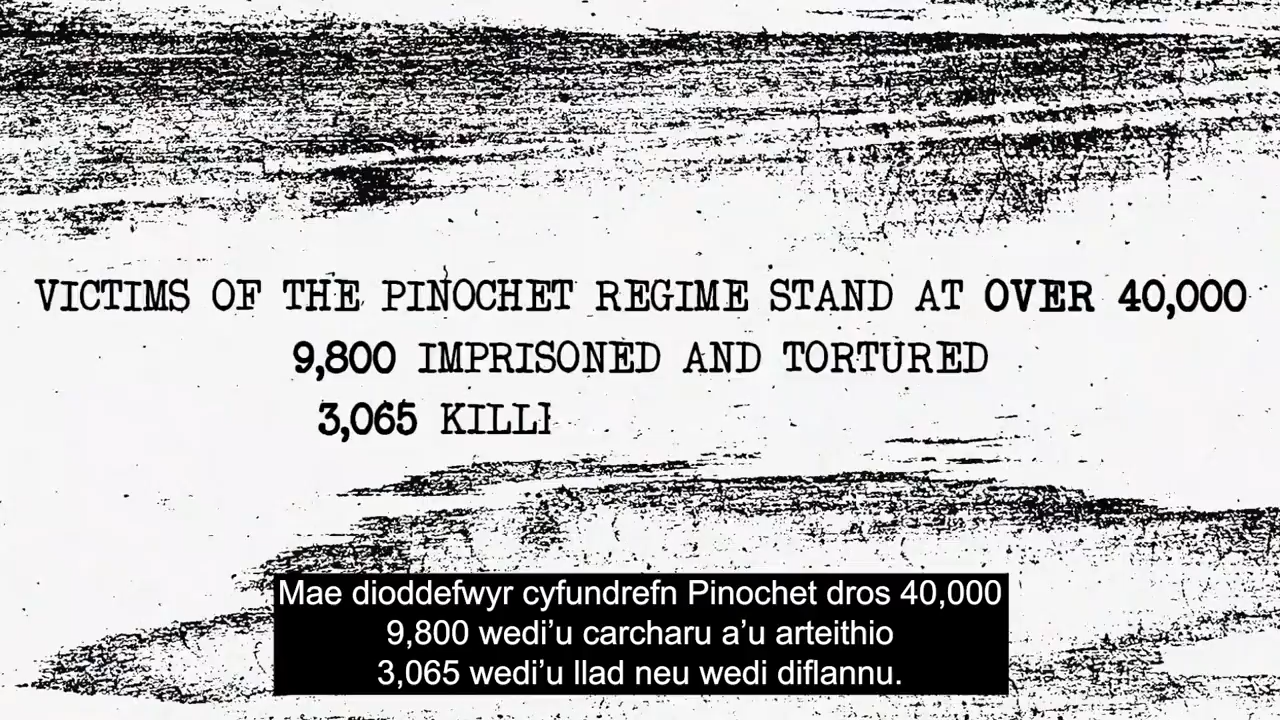 VICTIMS OF THE PINOCHET REGIME STAND AT OVER 40,000
9,800 IMPRISONED AND TORTURED
3,065
Mae dioddefwyr cyfundrefn Pinochet dros 40,000
9,800 wedi’u carcharu a’u arteithio
3,065 wedi’u llad neu wedi diflannu.